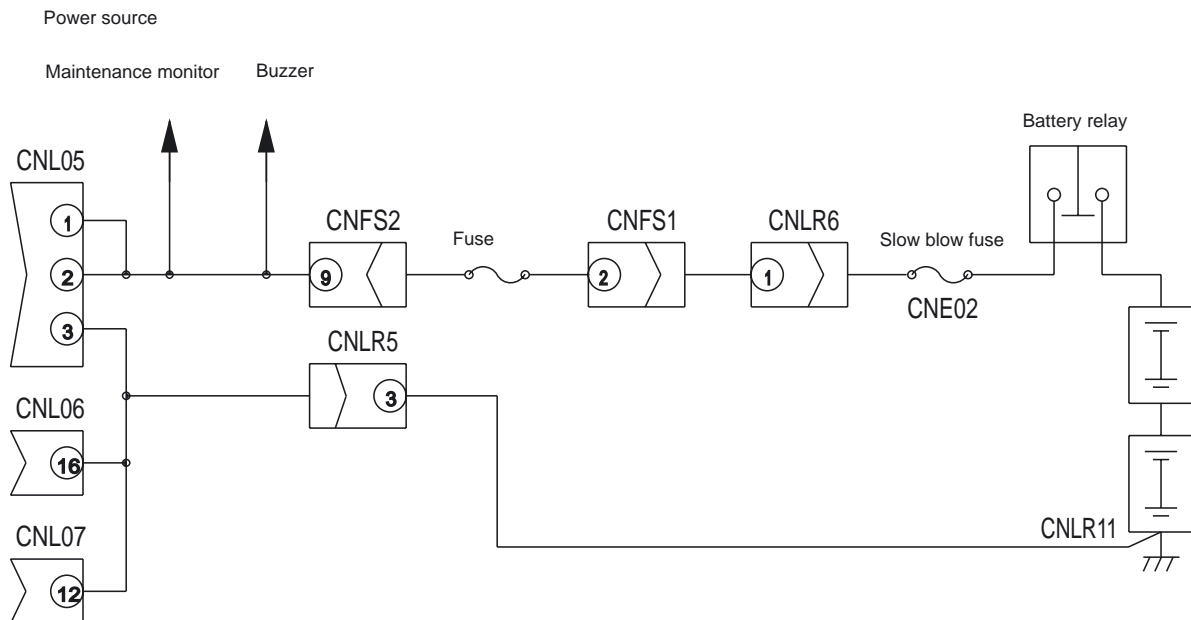 Power source
Maintenance monitor
Buzzer
Battery relay
CNL05
1
2
3
CNFS2
9
Fuse
CNFS1
2
CNLR6
1
Slow blow fuse
CNE02
CNLR5
3
CNL06
16
CNL07
12
CNLR11